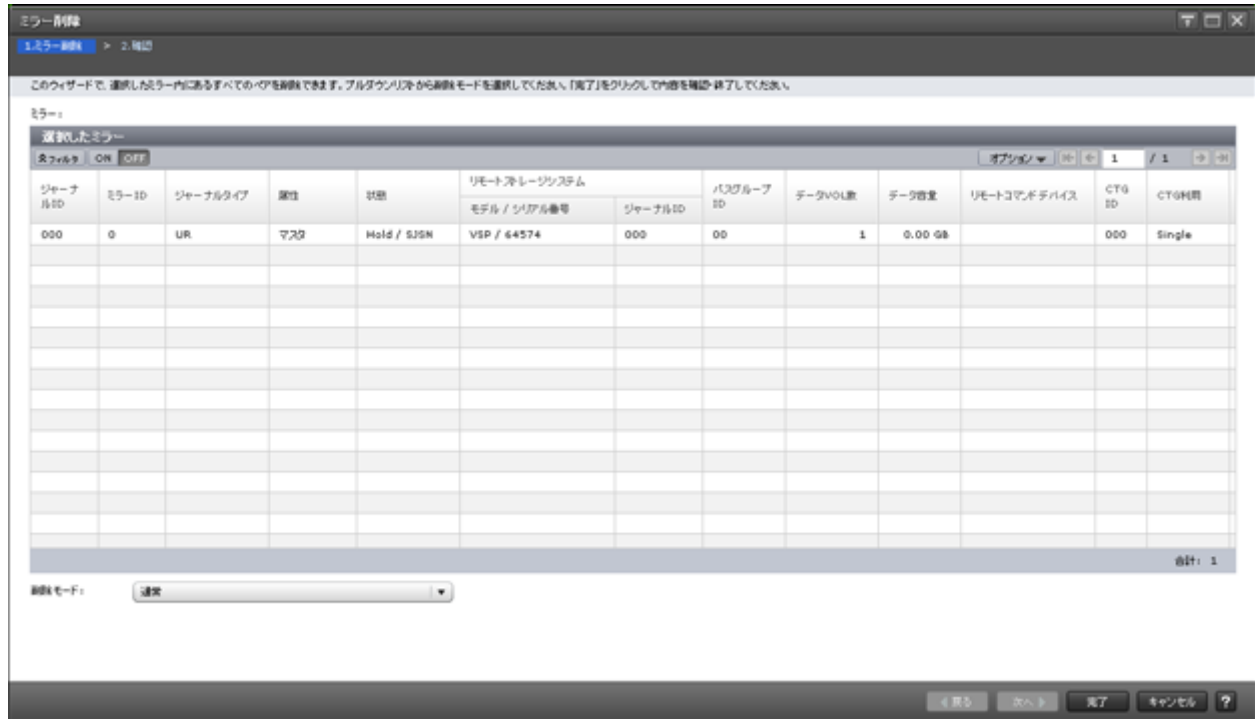 ミラー削除
1.ミラー削除 > 2.確認
このウィザードで、選択したミラー内にあるすべてのペアを削除できます。プルダウンリストから削除モードを選択してください。「完了」をクリックして内容を確認・終了してください。
ミラー:
選択したミラー
フィルタ ON OFF オプション 1 / 1
ジャーナルID ミラーID ジャーナルタイプ 属性 状態 リモートストレージシステム パスグループID データVOL数 データ容量 リモートコマンドデバイス CTG ID CTG利用
モデル / シリアル番号 ジャーナルID
000 0 UR マスタ Hold / SJSN VSP / 64574 000 00 1 0.00 GB 000 Single
合計: 1
削除モード: 通常
戻る 次へ 完了 キャンセル ?